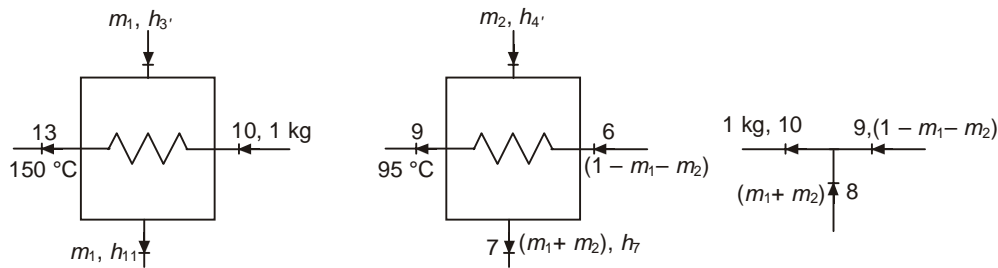 m₁, h₃'
13
10, 1 kg
150 °C
m₁, h₁₁
m₂, h₄'
9
6
95 °C
(1 – m₁– m₂)
7
(m₁+ m₂), h₇
1 kg, 10
9,(1 – m₁– m₂)
(m₁+ m₂)
8